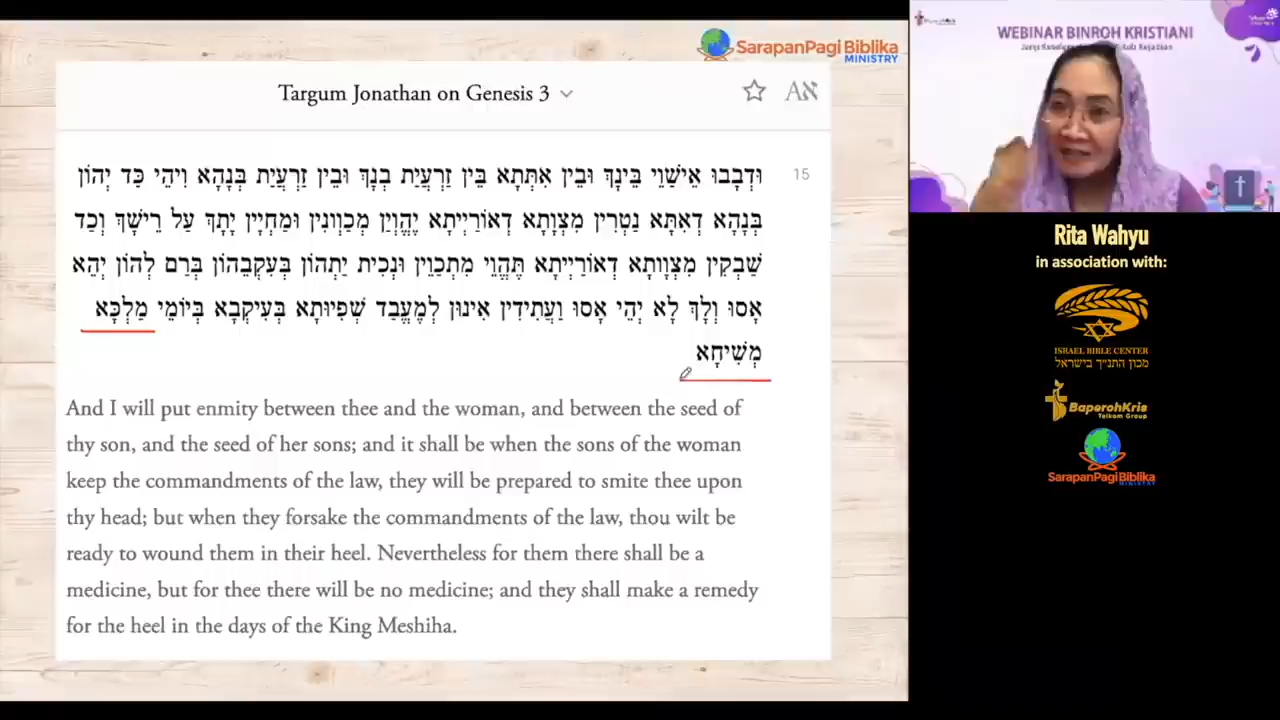 SarapanPagi Biblika
MINISTRY
Targum Jonathan on Genesis 3
15
וּדְבָבוּ אֵישַׁוֵי בֵּינָךְ וּבֵין אִתְּתָא בֵּין זַרְעֲיַת בְּנָךְ וּבֵין זַרְעֲיַת בְּנָהָא וִיהֵי כַּד יְהוֹן
בְּנָהָא דְאִתְּא נַטְרִין מִצְוָתָא דְאוֹרַיְיתָא יֶהֱוְיַן מְכַוְונִין וּמַחְיַין יָתָךְ עַל רֵישָׁךְ וְכַד
שַׁבְקִין מִצְווֹתָא דְאוֹרַיְיתָא תֶּהֱוֵי מִתְכַּוֵין וּנְכִית יַתְהוֹן בְּעִקְבֵהוֹן בְּרַם לְהוֹן יְהֵא
אָסוּ וְלָךְ לָא יְהֵי אָסוּ וַעֲתִידִין אִינוּן לְמֶעֱבַד שְׁפִיוּתָא בְּעִיקְבָא בְּיוֹמֵי מַלְכָּא
מְשִׁיחָא
And I will put enmity between thee and the woman, and between the seed of
thy son, and the seed of her sons; and it shall be when the sons of the woman
keep the commandments of the law, they will be prepared to smite thee upon
thy head; but when they forsake the commandments of the law, thou wilt be
ready to wound them in their heel. Nevertheless for them there shall be a
medicine, but for thee there will be no medicine; and they shall make a remedy
for the heel in the days of the King Meshiha.
WEBINAR BINROH KRISTIANI
Rita Wahyu
in association with:
ISRAEL BIBLE CENTER
מכון התנ״ך בישראל
BaperohKris
Telkom Group
SarapanPagi Biblika
MINISTRY